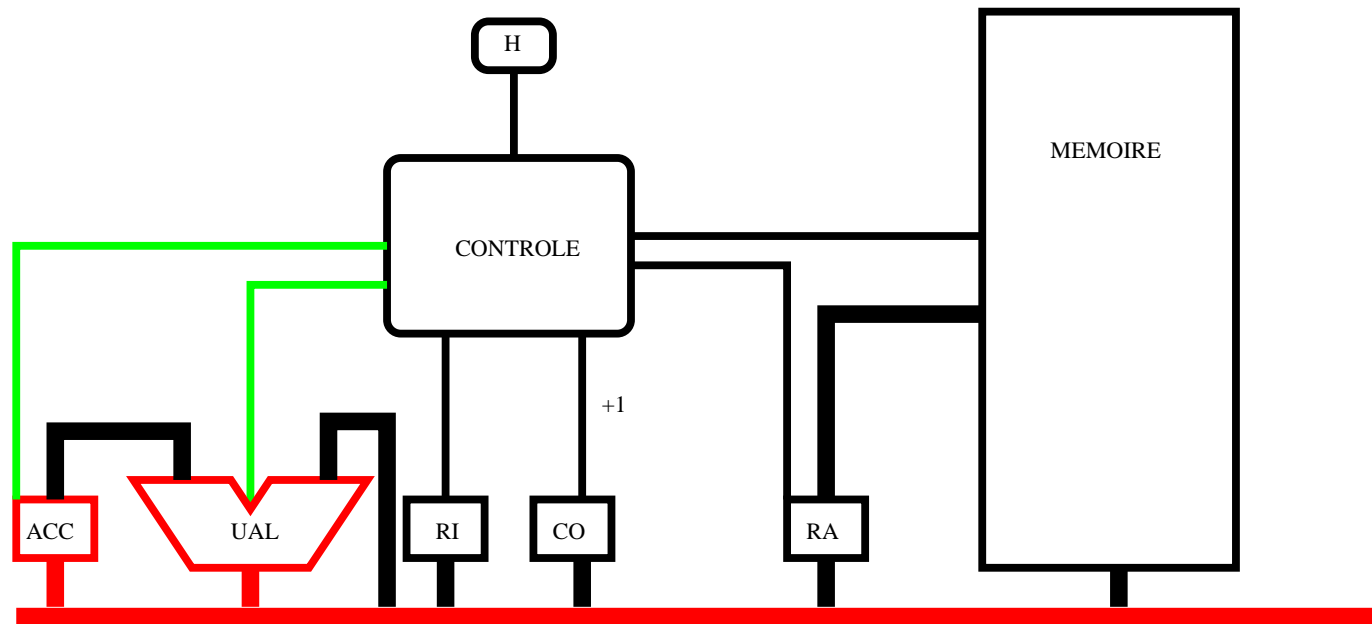 H
MEMOIRE
CONTROLE
+1
ACC
UAL
RI
CO
RA